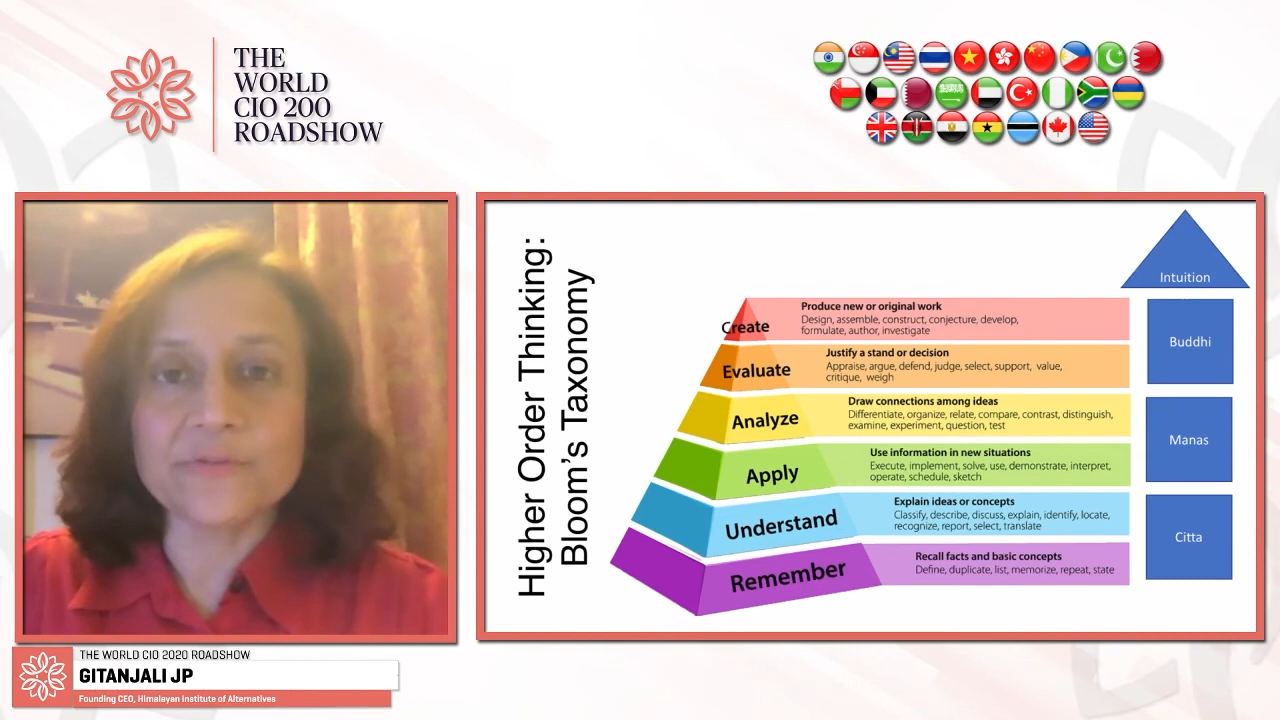 THE
WORLD
CIO 200
ROADSHOW
Higher Order Thinking:
Bloom's Taxonomy
Create
Produce new or original work
Design, assemble, construct, conjecture, develop,
formulate, author, investigate
Evaluate
Justify a stand or decision
Appraise, argue, defend, judge, select, support, value,
critique, weigh
Analyze
Draw connections among ideas
Differentiate, organize, relate, compare, contrast, distinguish,
examine, experiment, question, test
Apply
Use information in new situations
Execute, implement, solve, use, demonstrate, interpret,
operate, schedule, sketch
Understand
Explain ideas or concepts
Classify, describe, discuss, explain, identify, locate,
recognize, report, select, translate
Remember
Recall facts and basic concepts
Define, duplicate, list, memorize, repeat, state
Intuition
Buddhi
Manas
Citta
THE WORLD CIO 2020 ROADSHOW
GITANJALI JP
Founding CEO, Himalayan Institute of Alternatives